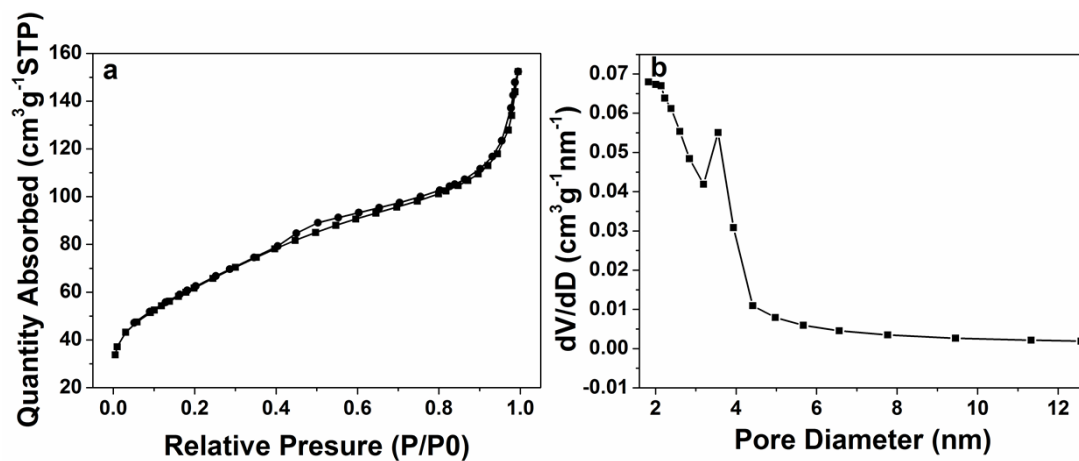 a
Quantity Absorbed (cm³g⁻¹STP)
160
140
120
100
80
60
40
20
0.0 0.2 0.4 0.6 0.8 1.0
Relative Presure (P/P0)
b
dV/dD (cm³g⁻¹nm⁻¹)
0.07
0.06
0.05
0.04
0.03
0.02
0.01
0.00
-0.01
2 4 6 8 10 12
Pore Diameter (nm)